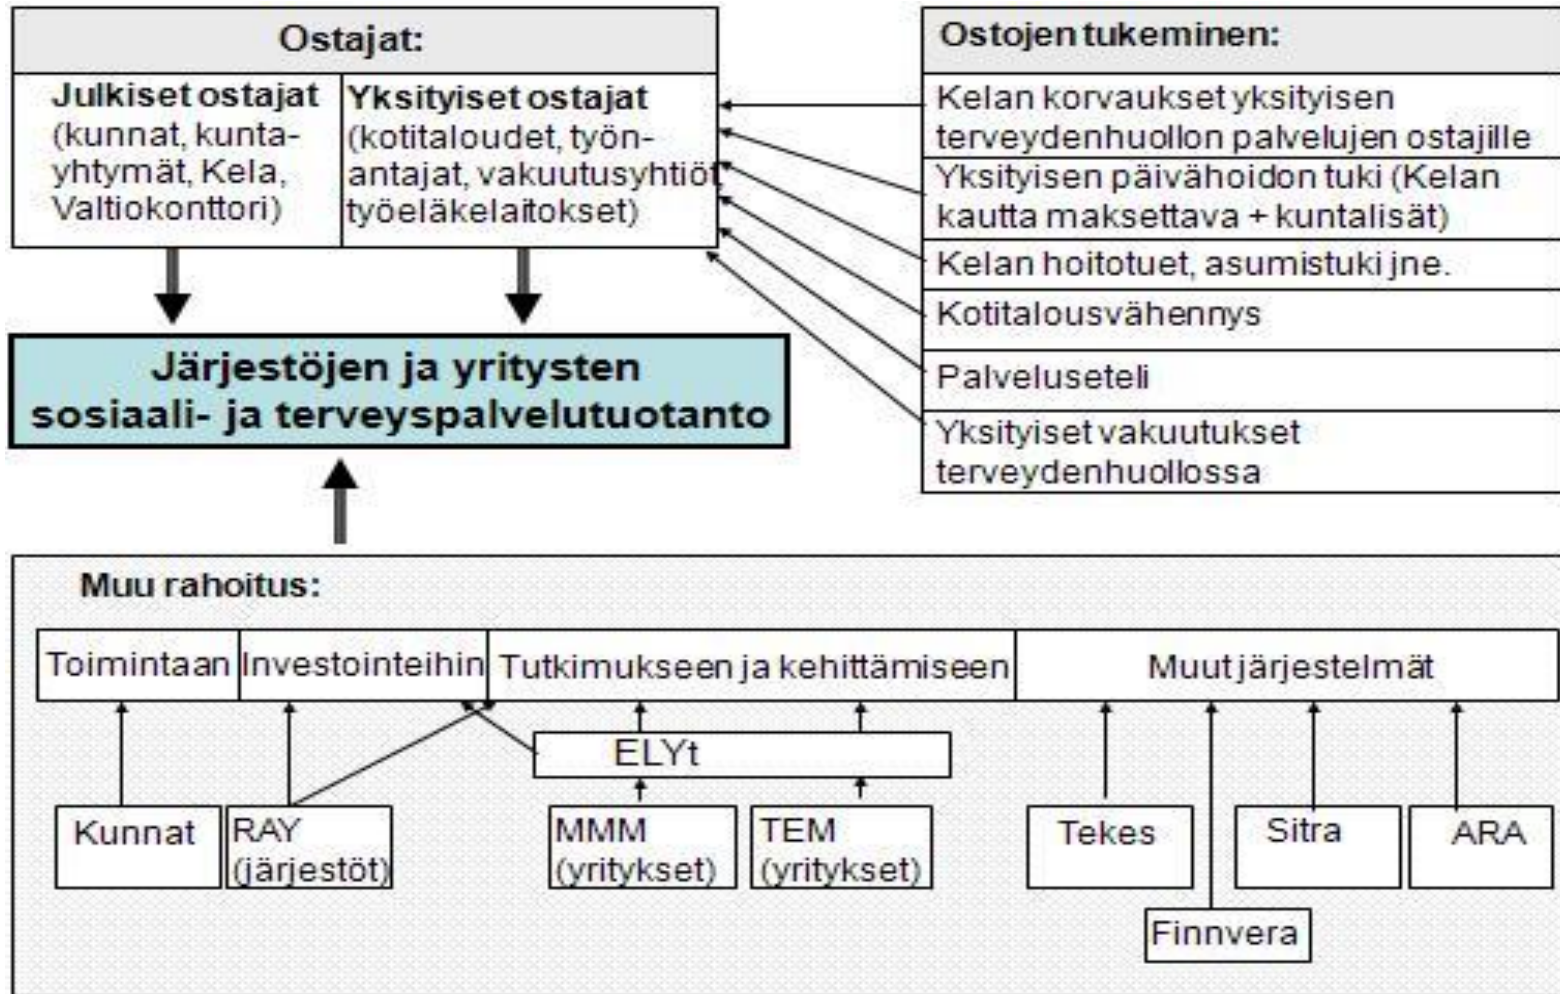 Ostajat:
Julkiset ostajat
(kunnat, kunta-
yhtymät, Kela,
Valtiokonttori)
Yksityiset ostajat
(kotitaloudet, työn-
antajat, vakuutusyhtiöt,
työeläkelaitokset)
Ostojen tukeminen:
Kelan korvaukset yksityisen
terveydenhuollon palvelujen ostajille
Yksityisen päivähoidon tuki (Kelan
kautta maksettava + kuntalisät)
Kelan hoitotuet, asumistuki jne.
Kotitalousvähennys
Palveluseteli
Yksityiset vakuutukset
terveydenhuollossa
Järjestöjen ja yritysten
sosiaali- ja terveyspalvelutuotanto
Muu rahoitus:
Toimintaan
Investointeihin
Tutkimukseen ja kehittämiseen
Muut järjestelmät
ELYt
Kunnat
RAY
(järjestöt)
MMM
(yritykset)
TEM
(yritykset)
Tekes
Sitra
ARA
Finnvera